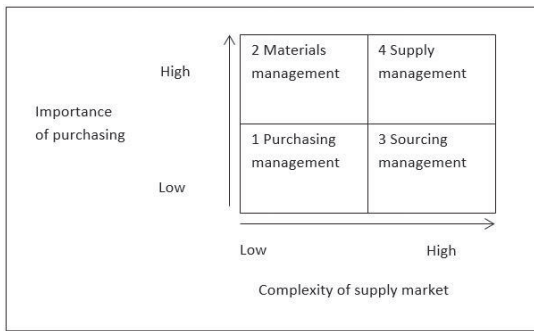 High
Importance
of purchasing
Low
2 Materials
management
4 Supply
management
1 Purchasing
management
3 Sourcing
management
Low
High
Complexity of supply market